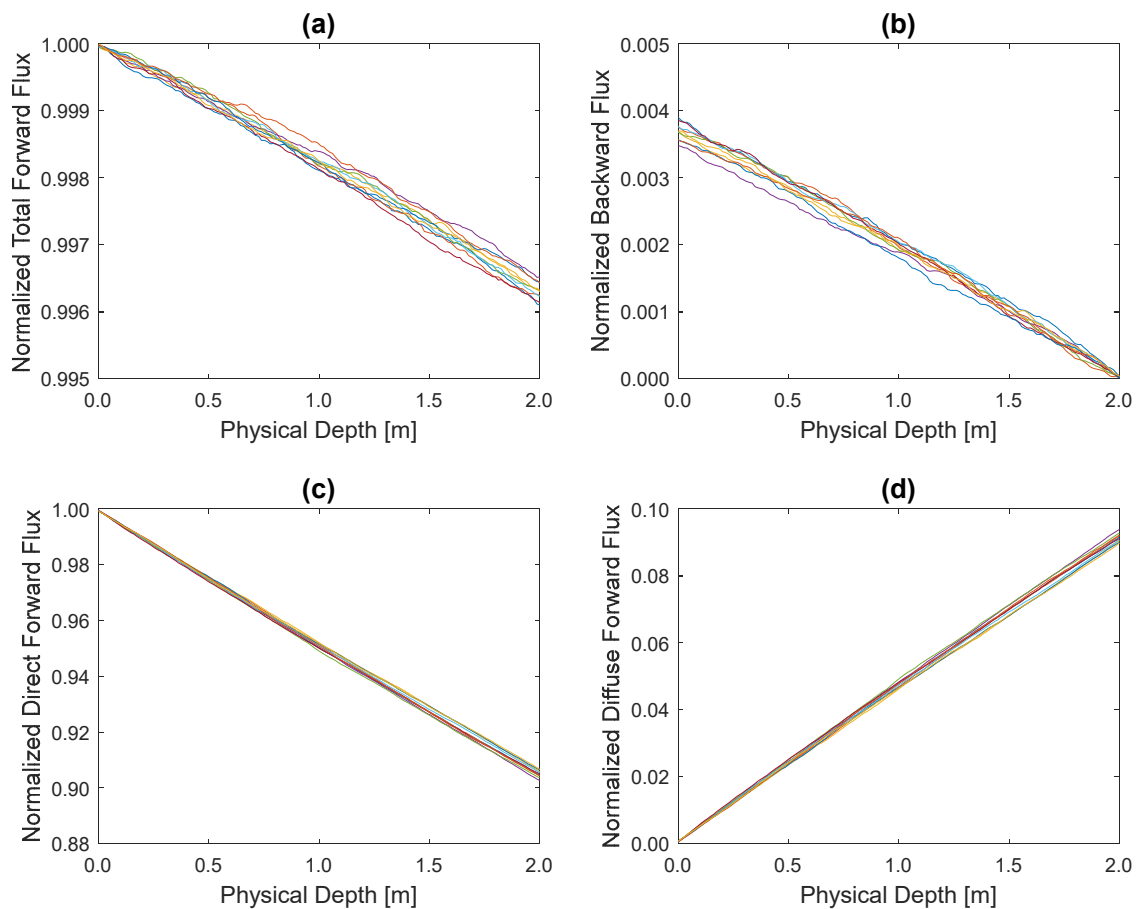 (a)
Normalized Total Forward Flux
1.000
0.999
0.998
0.997
0.996
0.995
0.0 0.5 1.0 1.5 2.0
Physical Depth [m]
(b)
Normalized Backward Flux
0.005
0.004
0.003
0.002
0.001
0.000
0.0 0.5 1.0 1.5 2.0
Physical Depth [m]
(c)
Normalized Direct Forward Flux
1.00
0.98
0.96
0.94
0.92
0.90
0.88
0.0 0.5 1.0 1.5 2.0
Physical Depth [m]
(d)
Normalized Diffuse Forward Flux
0.10
0.08
0.06
0.04
0.02
0.00
0.0 0.5 1.0 1.5 2.0
Physical Depth [m]